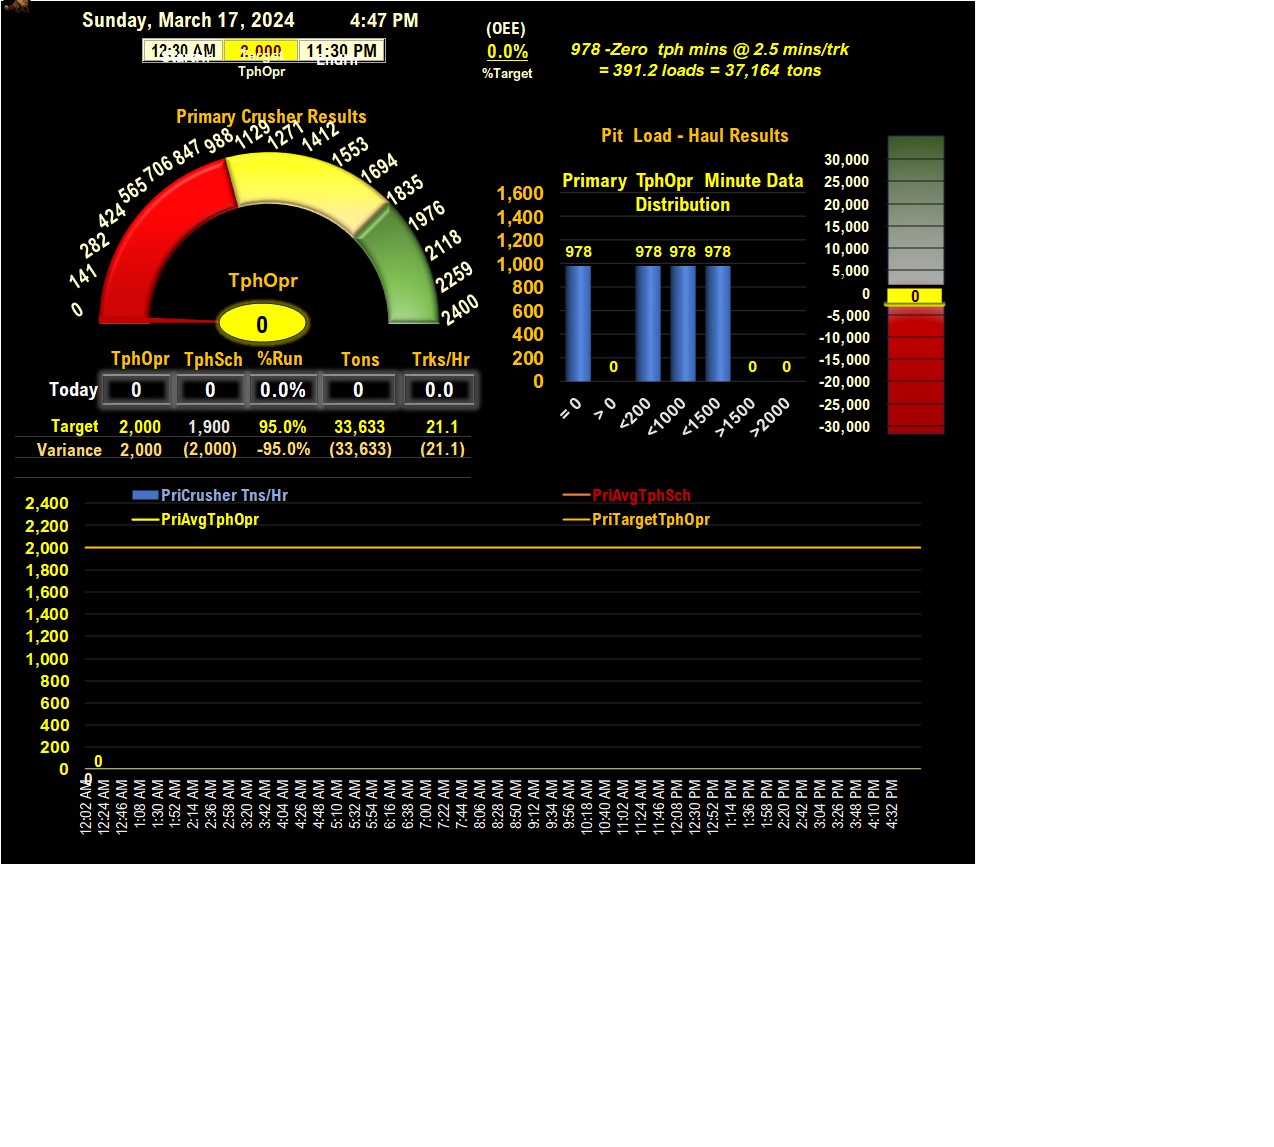 Sunday, March 17, 2024 4:47 PM
12:30 AM 2,000 11:30 PM
TphOpr
(OEE)
0.0%
%Target
978 -Zero tph mins @ 2.5 mins/trk
= 391.2 loads = 37,164 tons
Primary Crusher Results
0 141 282 424 565 706 847 988 1129 1271 1412 1553 1694 1835 1976 2118 2259 2400
TphOpr
0
TphOpr TphSch %Run Tons Trks/Hr
Today 0 0 0.0% 0 0.0
Target 2,000 1,900 95.0% 33,633 21.1
Variance 2,000 (2,000) -95.0% (33,633) (21.1)
Pit Load - Haul Results
Primary TphOpr Minute Data
Distribution
1,600
1,400
1,200
1,000
800
600
400
200
0
978 0 978 978 978 0 0
= 0 > 0 <200 <1000 <1500 >1500 >2000
30,000
25,000
20,000
15,000
10,000
5,000
0 0
-5,000
-10,000
-15,000
-20,000
-25,000
-30,000
PriCrusher Tns/Hr PriAvgTphSch
PriAvgTphOpr PriTargetTphOpr
2,400
2,200
2,000
1,800
1,600
1,400
1,200
1,000
800
600
400
200
0
0
0
12:02 AM 12:24 AM 12:46 AM 1:08 AM 1:30 AM 1:52 AM 2:14 AM 2:36 AM 2:58 AM 3:20 AM 3:42 AM 4:04 AM 4:26 AM 4:48 AM 5:10 AM 5:32 AM 5:54 AM 6:16 AM 6:38 AM 7:00 AM 7:22 AM 7:44 AM 8:06 AM 8:28 AM 8:50 AM 9:12 AM 9:34 AM 9:56 AM 10:18 AM 10:40 AM 11:02 AM 11:24 AM 11:46 AM 12:08 PM 12:30 PM 12:52 PM 1:14 PM 1:36 PM 1:58 PM 2:20 PM 2:42 PM 3:04 PM 3:26 PM 3:48 PM 4:10 PM 4:32 PM